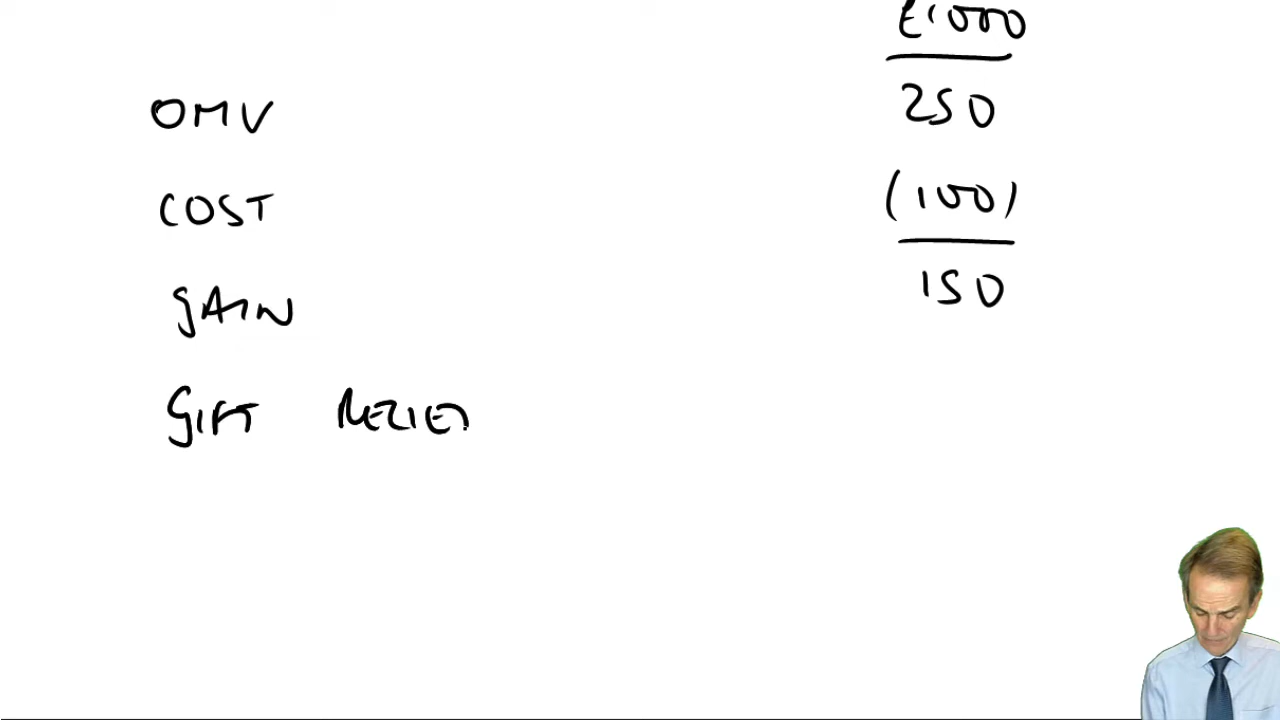 £'000
OMV 250
COST (100)
GAIN 150
GIFT RELIEF